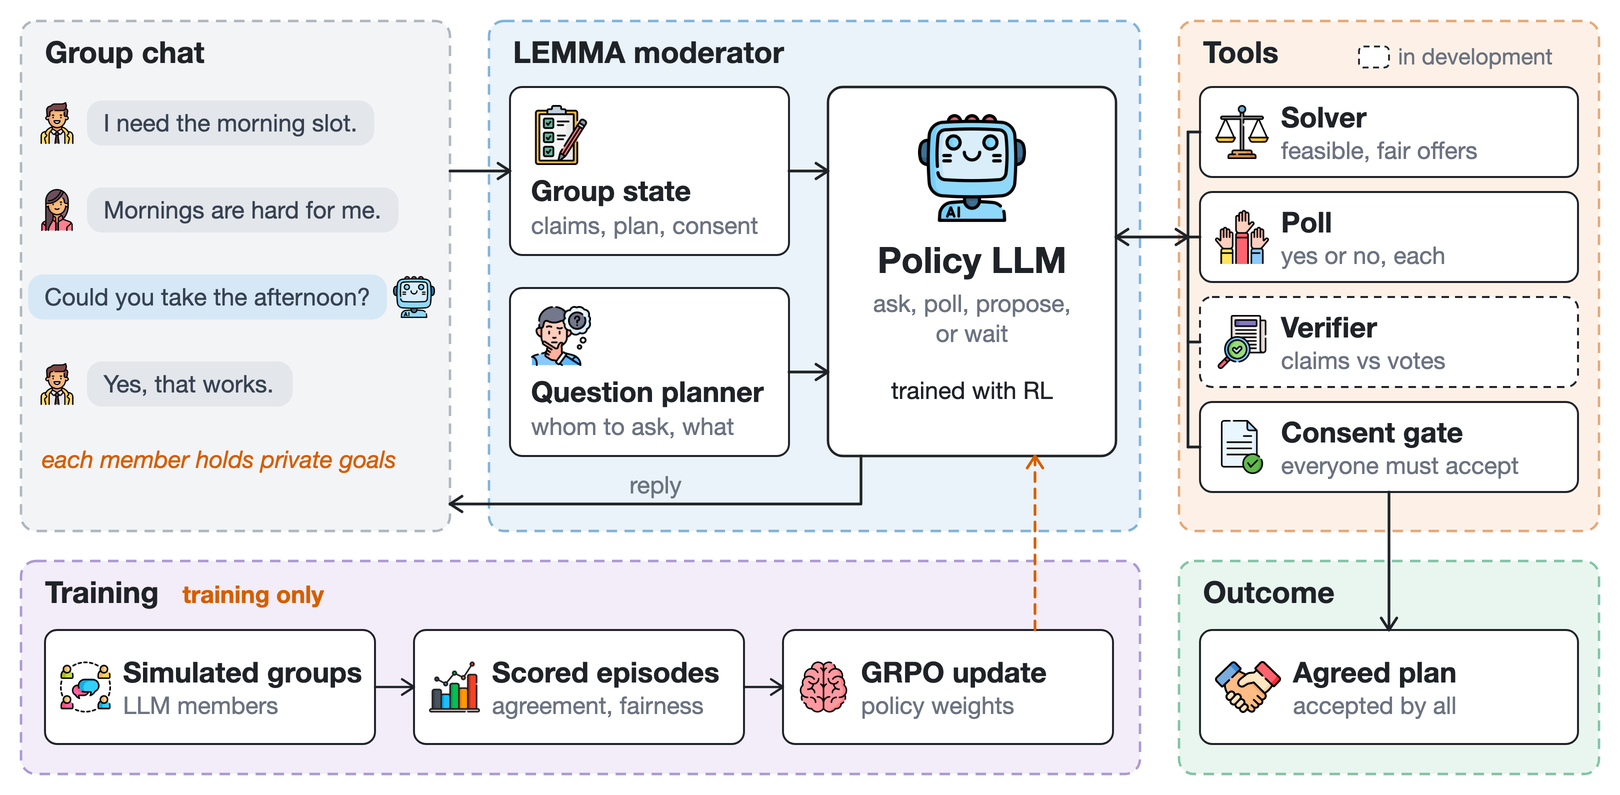 Group chat
I need the morning slot.
Mornings are hard for me.
Could you take the afternoon?
AI
Yes, that works.
each member holds private goals
LEMMA moderator
Group state
claims, plan, consent
Question planner
whom to ask, what
AI
Policy LLM
ask, poll, propose,
or wait
trained with RL
reply
Tools
in development
Solver
feasible, fair offers
Poll
yes or no, each
Verifier
claims vs votes
Consent gate
everyone must accept
Training
training only
Simulated groups
LLM members
Scored episodes
agreement, fairness
GRPO update
policy weights
Outcome
Agreed plan
accepted by all